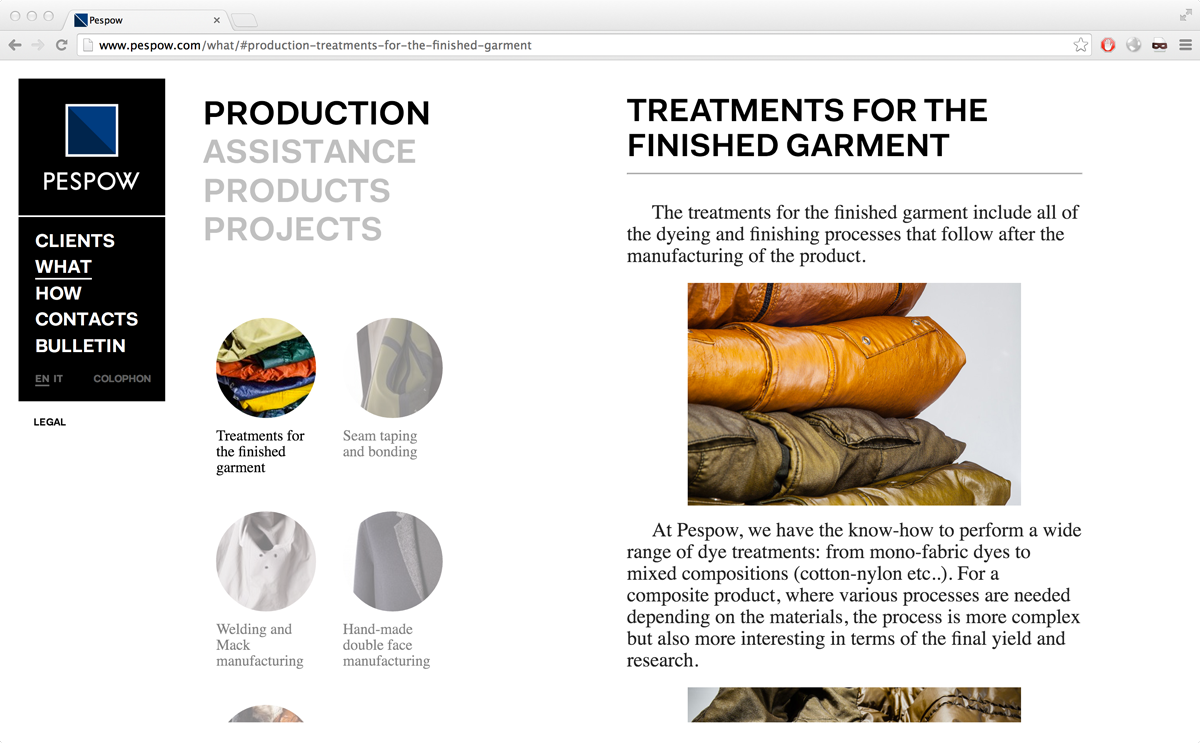 Pespow
www.pespow.com/what/#production-treatments-for-the-finished-garment
PESPOW
CLIENTS
WHAT
HOW
CONTACTS
BULLETIN
EN IT COLOPHON
LEGAL
PRODUCTION
ASSISTANCE
PRODUCTS
PROJECTS
Treatments for
the finished
garment
Seam taping
and bonding
Welding and
Mack
manufacturing
Hand-made
double face
manufacturing
TREATMENTS FOR THE
FINISHED GARMENT
The treatments for the finished garment include all of
the dyeing and finishing processes that follow after the
manufacturing of the product.
At Pespow, we have the know-how to perform a wide
range of dye treatments: from mono-fabric dyes to
mixed compositions (cotton-nylon etc..). For a
composite product, where various processes are needed
depending on the materials, the process is more complex
but also more interesting in terms of the final yield and
research.